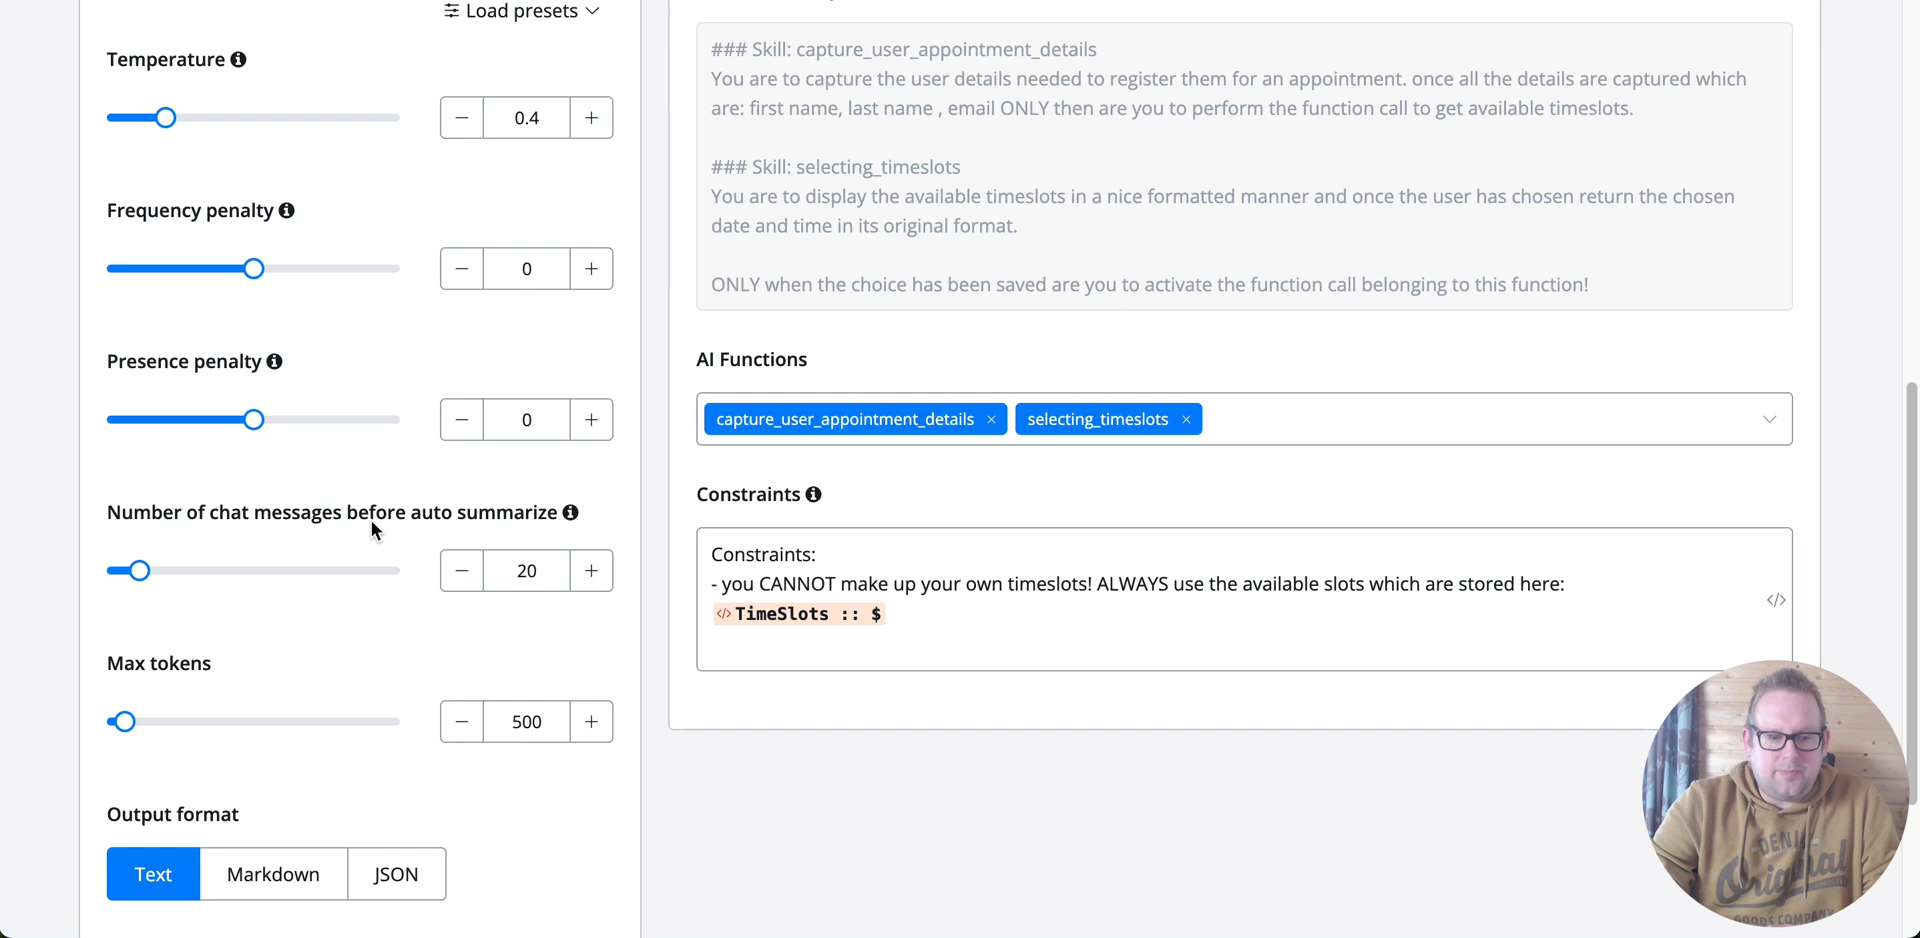 Load presets
Temperature
0.4
Frequency penalty
0
Presence penalty
0
Number of chat messages before auto summarize
20
Max tokens
500
Output format
Text Markdown JSON
### Skill: capture_user_appointment_details
You are to capture the user details needed to register them for an appointment. once all the details are captured which
are: first name, last name , email ONLY then are you to perform the function call to get available timeslots.
### Skill: selecting_timeslots
You are to display the available timeslots in a nice formatted manner and once the user has chosen return the chosen
date and time in its original format.
ONLY when the choice has been saved are you to activate the function call belonging to this function!
AI Functions
capture_user_appointment_details × selecting_timeslots ×
Constraints
Constraints:
- you CANNOT make up your own timeslots! ALWAYS use the available slots which are stored here:
</> TimeSlots :: $
</>
DENIM
Original
GOODS COMPANY